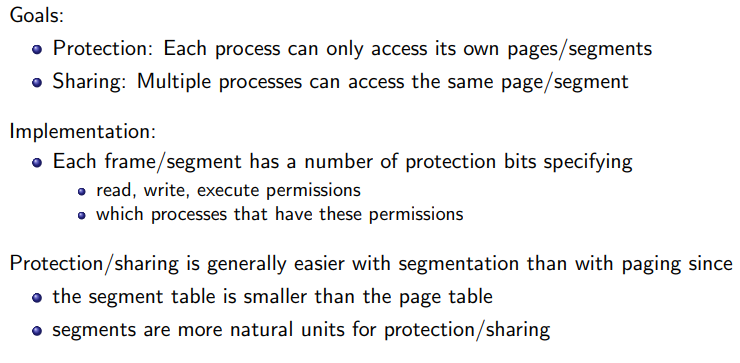 Goals:
Protection: Each process can only access its own pages/segments
Sharing: Multiple processes can access the same page/segment
Implementation:
Each frame/segment has a number of protection bits specifying
read, write, execute permissions
which processes that have these permissions
Protection/sharing is generally easier with segmentation than with paging since
the segment table is smaller than the page table
segments are more natural units for protection/sharing